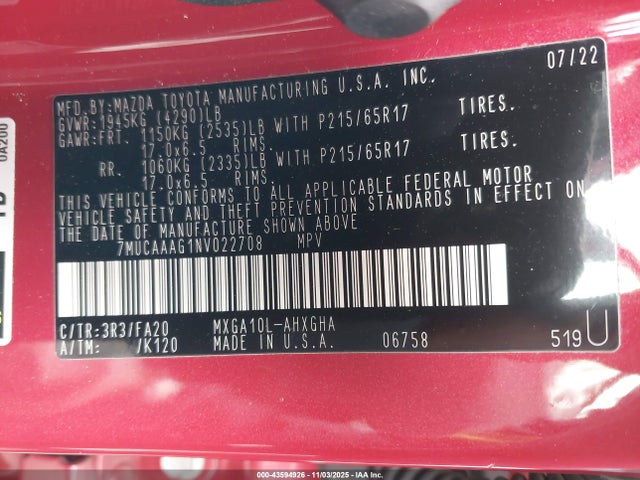 07/22
MFD.BY:MAZDA TOYOTA MANUFACTURING U.S.A. INC.
GVWR:1945KG (4290)LB
GAWR:FRT. 1150KG (2535)LB WITH P215/65R17 TIRES.
17.0x6.5 RIMS.
RR. 1060KG (2335)LB WITH P215/65R17 TIRES.
17.0x6.5 RIMS.
THIS VEHICLE CONFORMS TO ALL APPLICABLE FEDERAL MOTOR
VEHICLE SAFETY AND THEFT PREVENTION STANDARDS IN EFFECT ON
THE DATE OF MANUFACTURE SHOWN ABOVE.
7MUCAAAG1NV022708 MPV
C/TR:3R3/FA20 MXGA10L-AHXGHA
A/TM: /K120 MADE IN U.S.A. 06758 519U
0A200
000-43594926 - 11/03/2025 - IAA Inc.